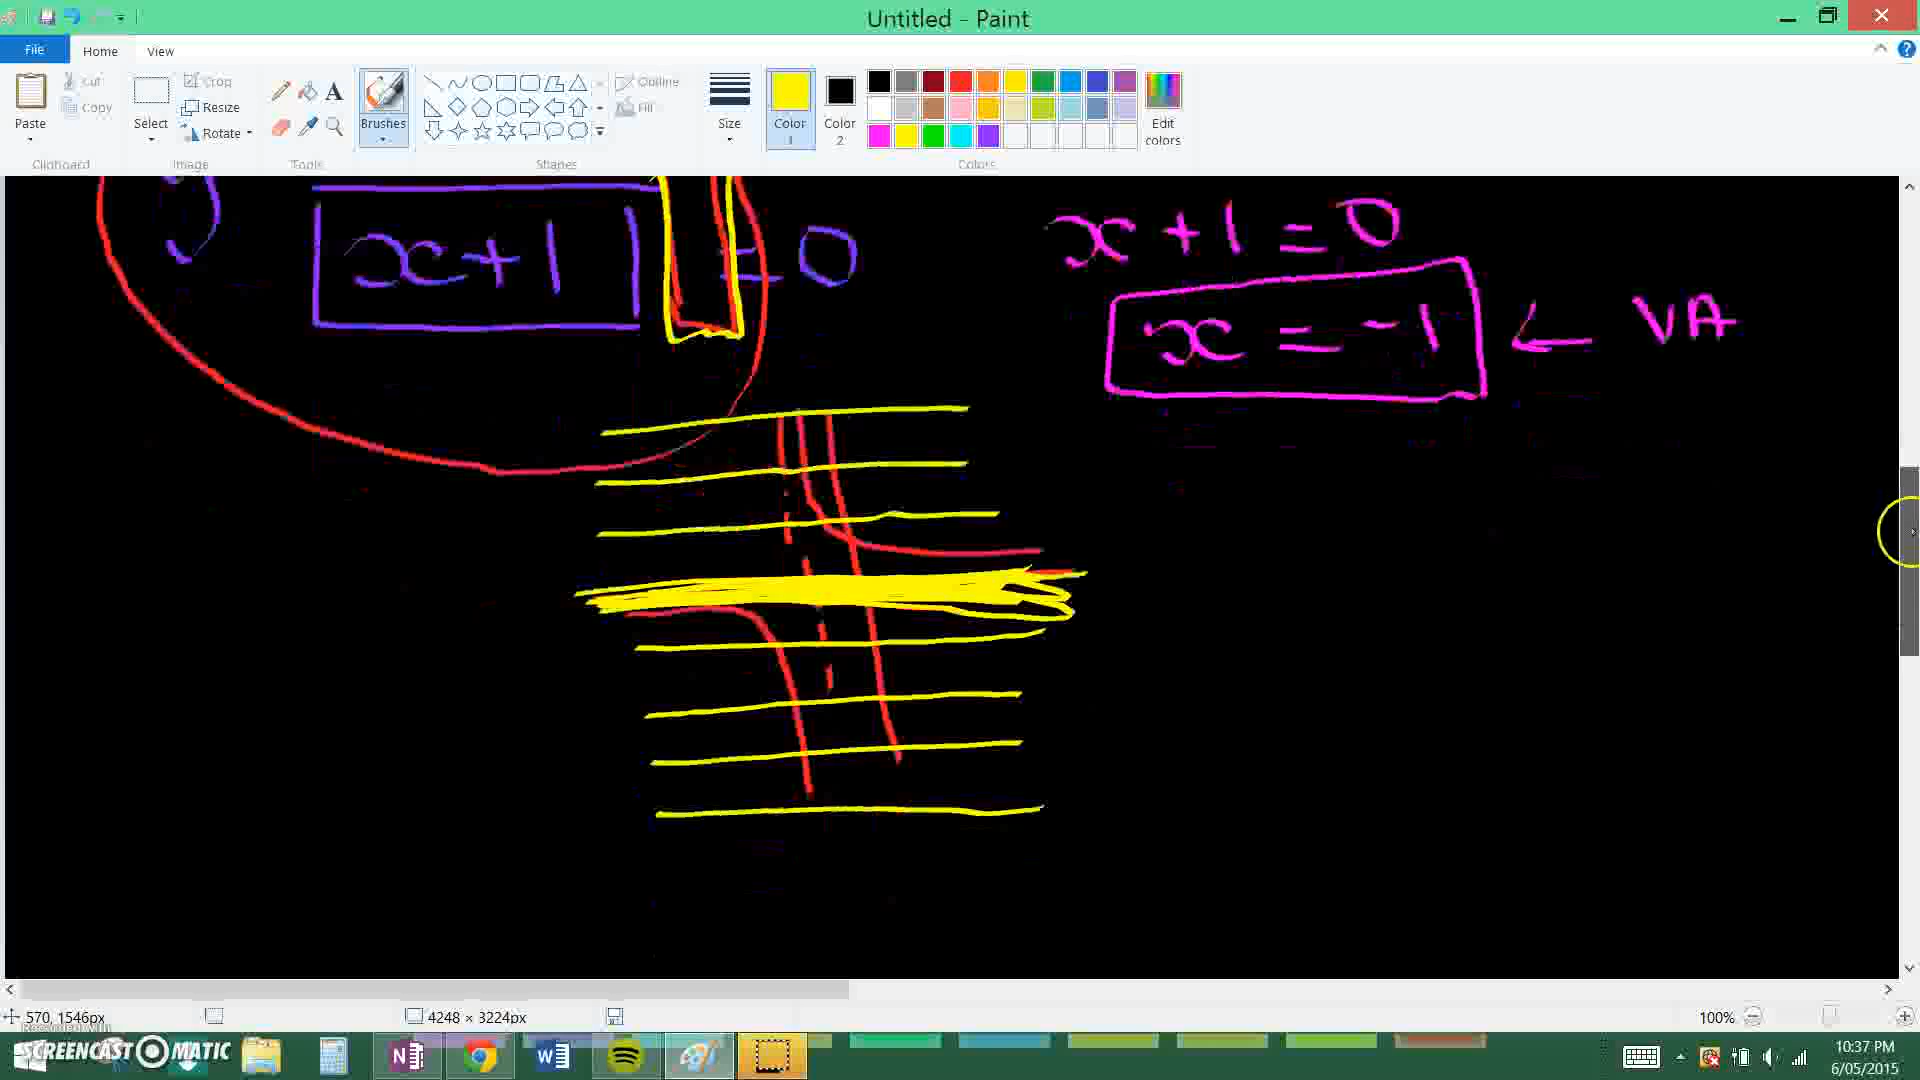 Untitled - Paint
File Home View
Paste
Cut
Copy
Clipboard
Select
Crop
Resize
Rotate
Image
A
Tools
Brushes
Shapes
Outline
Fill
Size
Color 1
Color 2
Edit colors
Colors
x+1 = 0
x+1=0
x = -1 ← VA
570, 1546px
4248 × 3224px
100%
SCREENCAST O MATIC
10:37 PM
6/05/2015